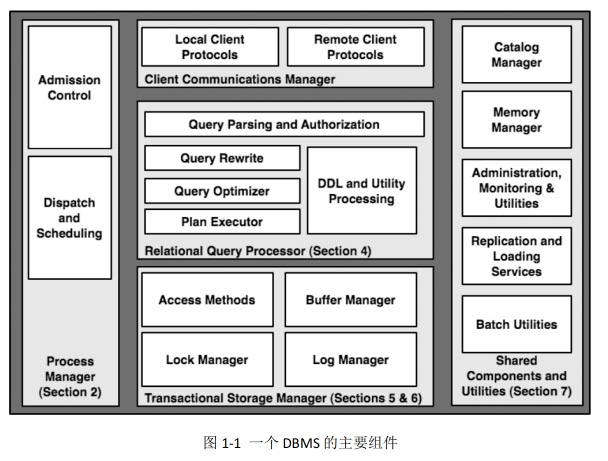 Admission
Control
Dispatch
and
Scheduling
Process
Manager
(Section 2)
Local Client
Protocols
Remote Client
Protocols
Client Communications Manager
Query Parsing and Authorization
Query Rewrite
Query Optimizer
Plan Executor
DDL and Utility
Processing
Relational Query Processor (Section 4)
Access Methods
Buffer Manager
Lock Manager
Log Manager
Transactional Storage Manager (Sections 5 & 6)
Catalog
Manager
Memory
Manager
Administration,
Monitoring &
Utilities
Replication and
Loading
Services
Batch Utilities
Shared
Components and
Utilities (Section 7)
图 1-1 一个 DBMS 的主要组件